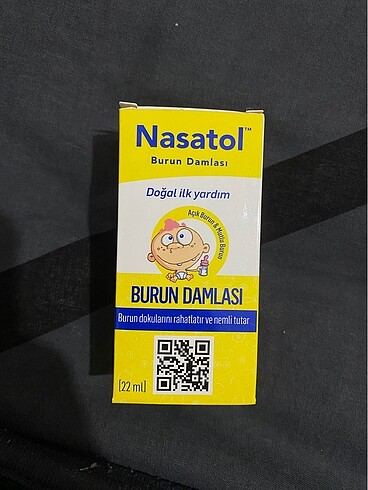 Nasatol™
Burun Damlası
Doğal ilk yardım
Açık Burun & Mutlu Burun
BURUN DAMLASI
Burun dokularını rahatlatır ve nemli tutar
[22 ml]